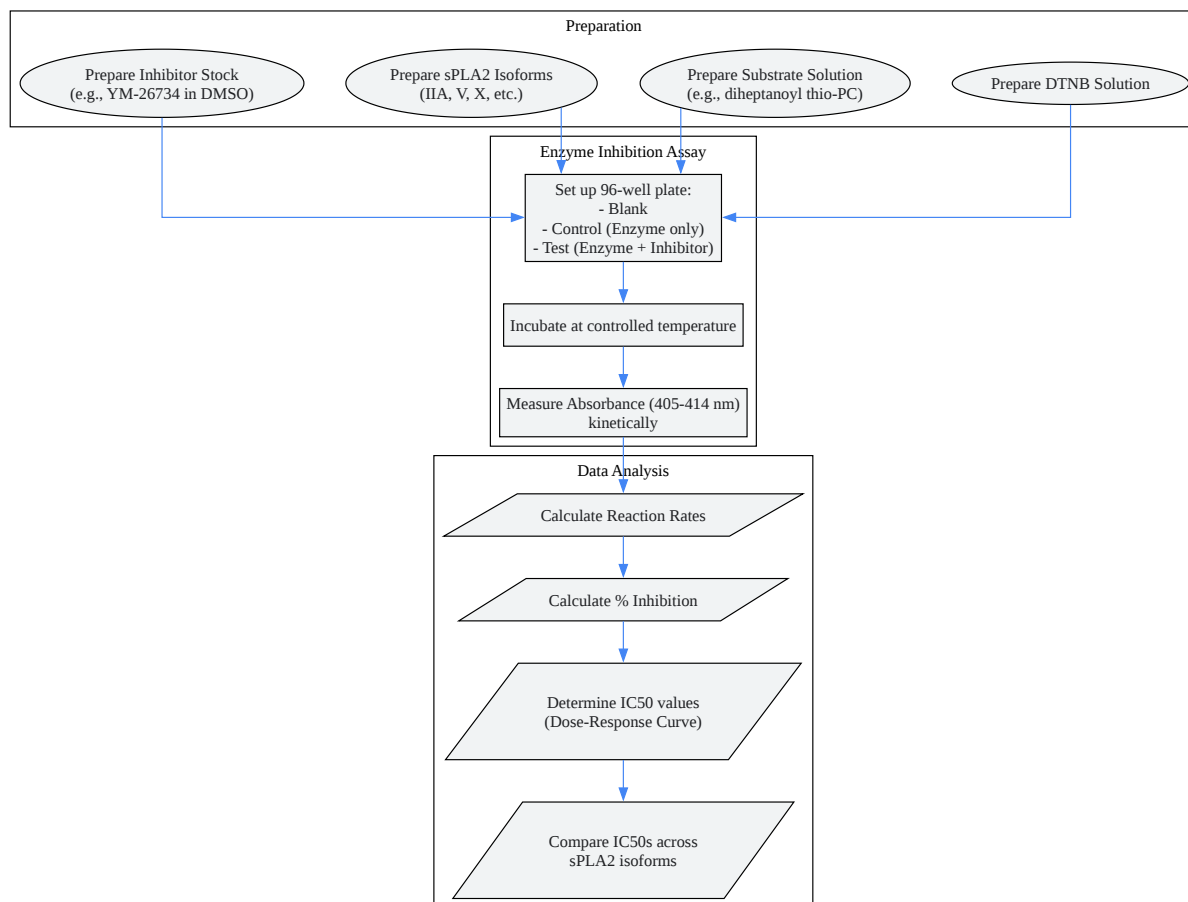 Preparation
Prepare Inhibitor Stock
(e.g., YM-26734 in DMSO)
Prepare sPLA2 Isoforms
(IIA, V, X, etc.)
Prepare Substrate Solution
(e.g., diheptanoyl thio-PC)
Prepare DTNB Solution
Enzyme Inhibition Assay
Set up 96-well plate:
- Blank
- Control (Enzyme only)
- Test (Enzyme + Inhibitor)
Incubate at controlled temperature
Measure Absorbance (405-414 nm)
kinetically
Data Analysis
Calculate Reaction Rates
Calculate % Inhibition
Determine IC50 values
(Dose-Response Curve)
Compare IC50s across
sPLA2 isoforms